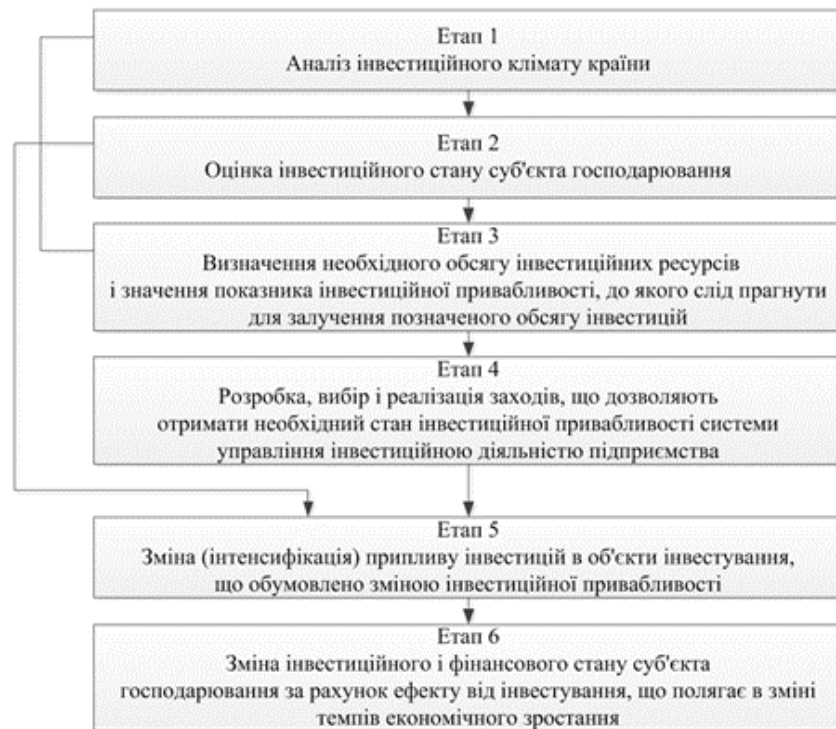 Етап 1
Аналіз інвестиційного клімату країни
Етап 2
Оцінка інвестиційного стану суб'єкта господарювання
Етап 3
Визначення необхідного обсягу інвестиційних ресурсів
і значення показника інвестиційної привабливості, до якого слід прагнути
для залучення позначеного обсягу інвестицій
Етап 4
Розробка, вибір і реалізація заходів, що дозволяють
отримати необхідний стан інвестиційної привабливості системи
управління інвестиційною діяльністю підприємства
Етап 5
Зміна (інтенсифікація) припливу інвестицій в об'єкти інвестування,
що обумовлено зміною інвестиційної привабливості
Етап 6
Зміна інвестиційного і фінансового стану суб'єкта
господарювання за рахунок ефекту від інвестування, що полягає в зміні
темпів економічного зростання